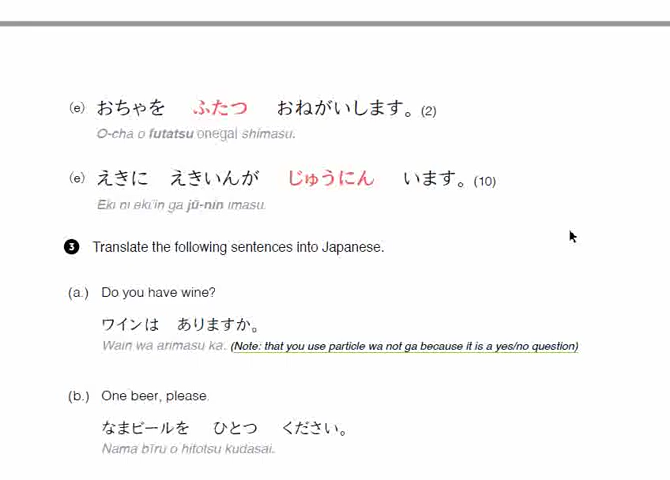 (e) おちゃを ふたつ おねがいします。(2)
O-cha o futatsu onegai shimasu.
(e) えきに えきいんが じゅうにん います。(10)
Eki ni eki'in ga jū-nin imasu.
3 Translate the following sentences into Japanese.
(a.) Do you have wine?
ワインは ありますか。
Wain wa arimasu ka. (Note: that you use particle wa not ga because it is a yes/no question)
(b.) One beer, please.
なまビールを ひとつ ください。
Nama bīru o hitotsu kudasai.